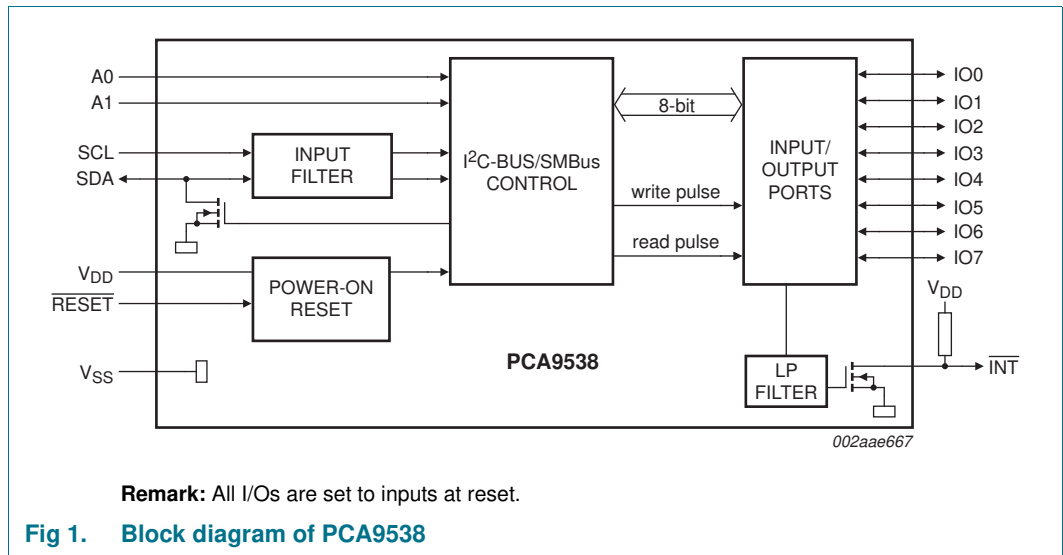 A0
A1
SCL
SDA
VDD
RESET
VSS
INPUT
FILTER
POWER-ON
RESET
I2C-BUS/SMBus
CONTROL
8-bit
write pulse
read pulse
INPUT/
OUTPUT
PORTS
IO0
IO1
IO2
IO3
IO4
IO5
IO6
IO7
VDD
INT
LP
FILTER
PCA9538
002aae667
Remark: All I/Os are set to inputs at reset.
Fig 1. Block diagram of PCA9538